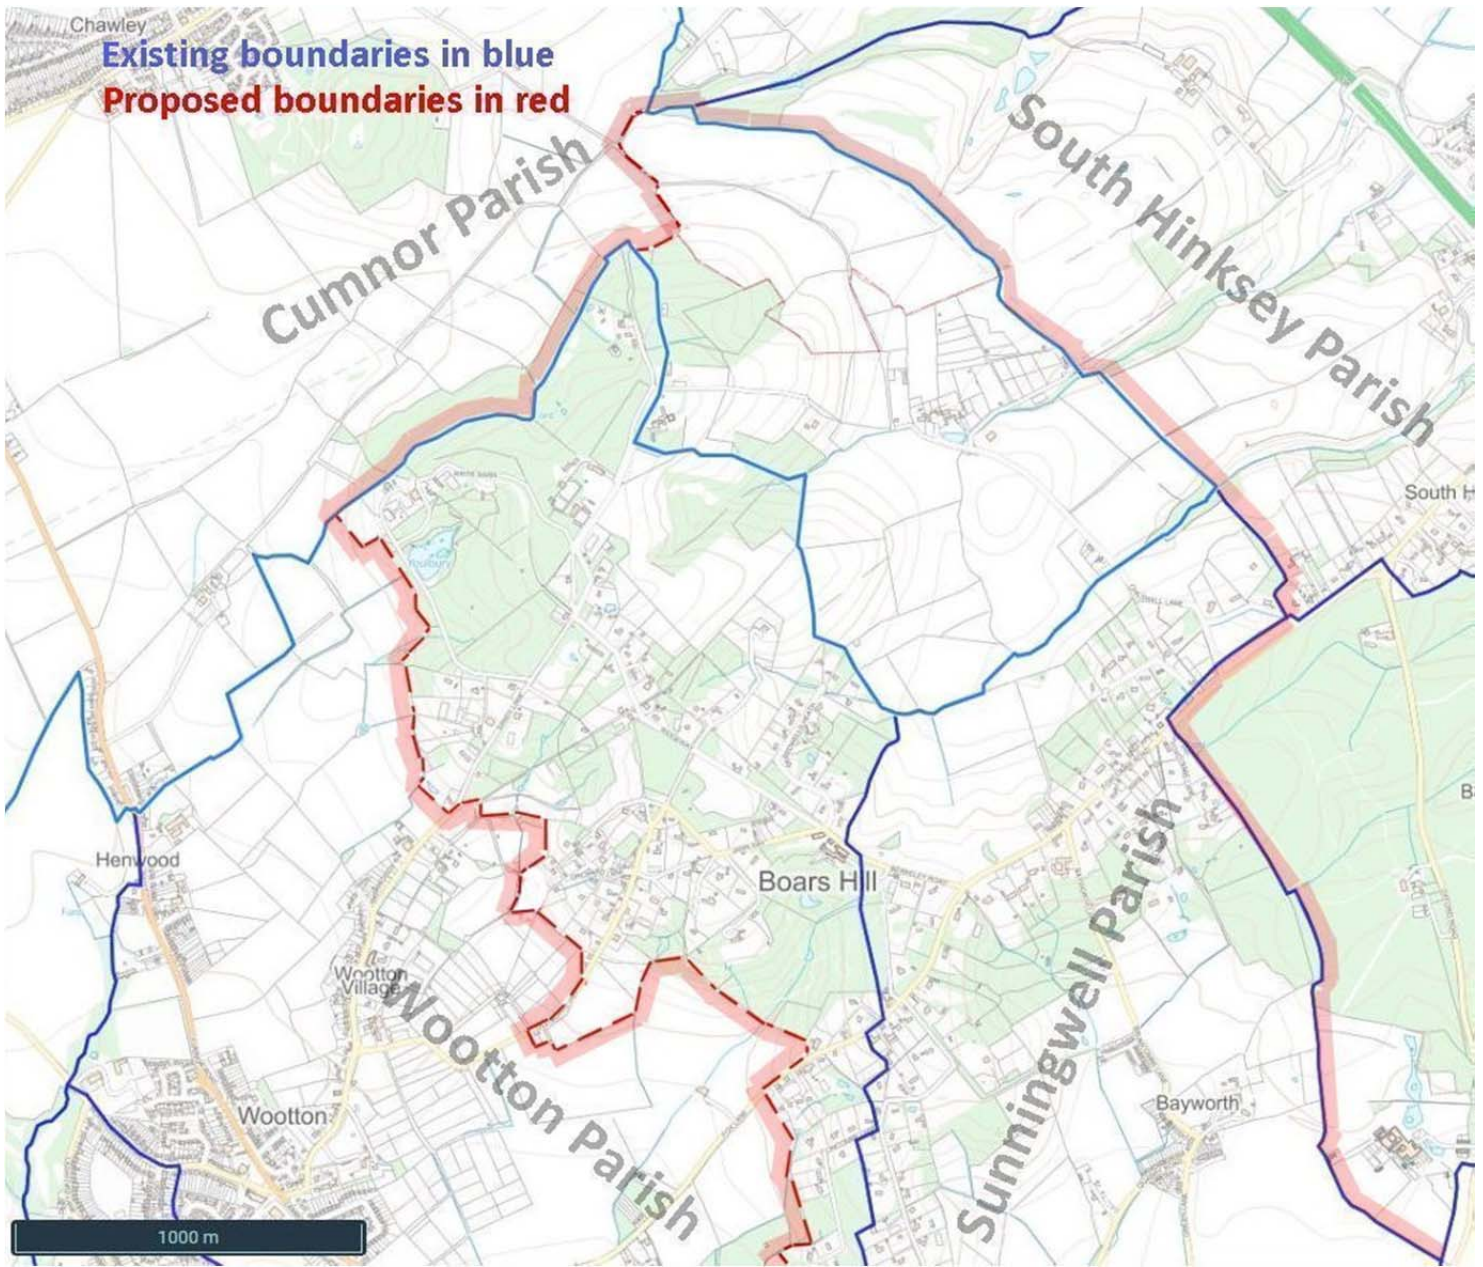 Chawley
Existing boundaries in blue
Proposed boundaries in red
Cumnor Parish
South Hinksey Parish
Youlbury
South H
Henwood
Boars Hill
B
Wootton
Village
Wootton Parish
Sunningwell Parish
Wootton
Bayworth
1000 m